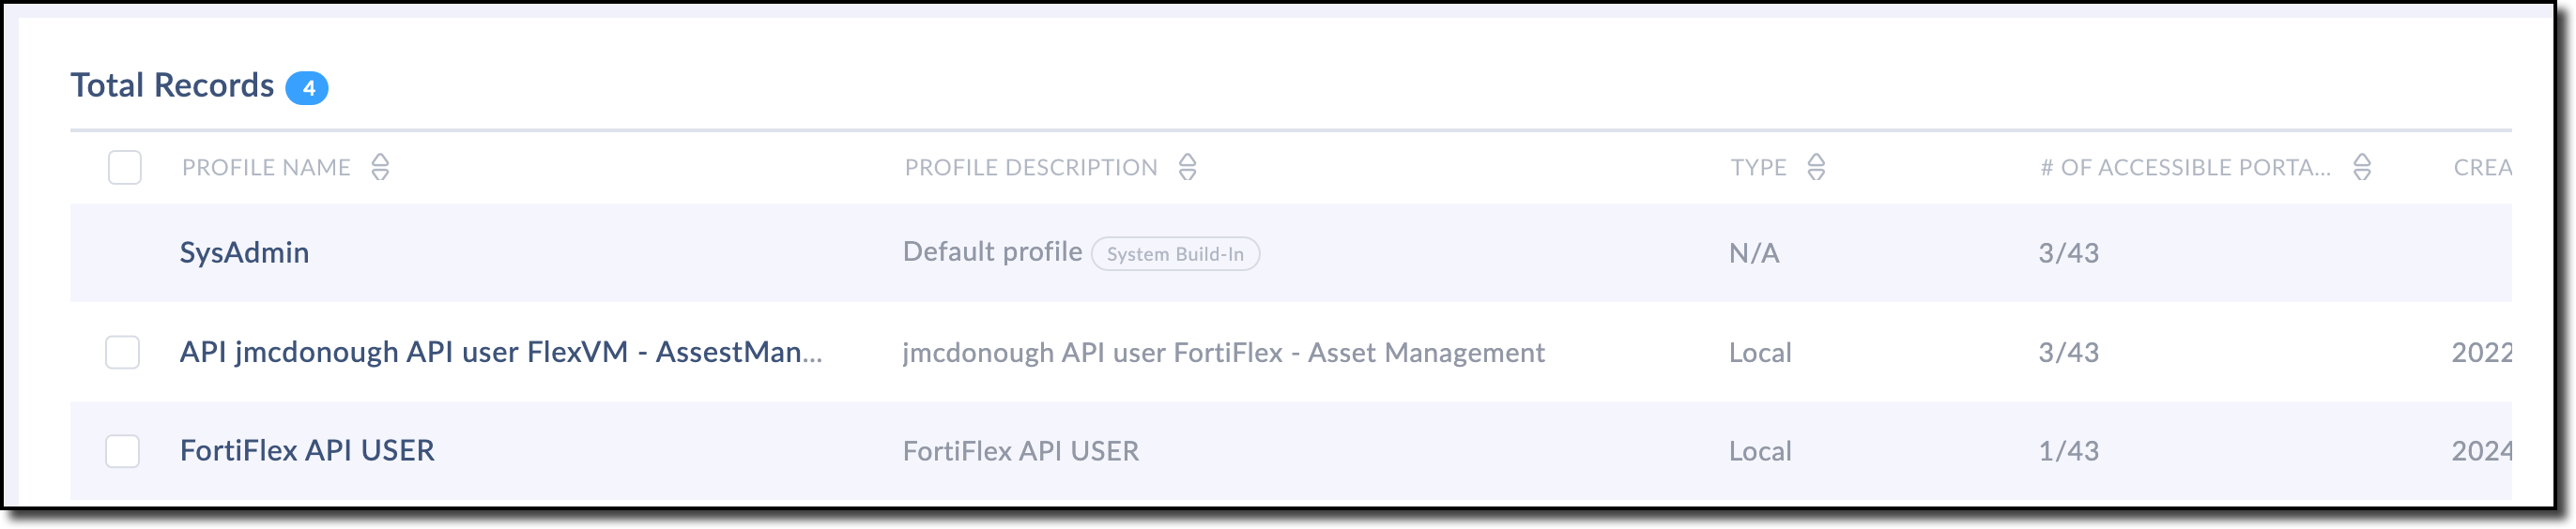 Total Records 4
PROFILE NAME PROFILE DESCRIPTION TYPE # OF ACCESSIBLE PORTA... CREA
SysAdmin Default profile System Build-In N/A 3/43
API jmcdonough API user FlexVM - AssestMan... jmcdonough API user FortiFlex - Asset Management Local 3/43 2022
FortiFlex API USER FortiFlex API USER Local 1/43 2024